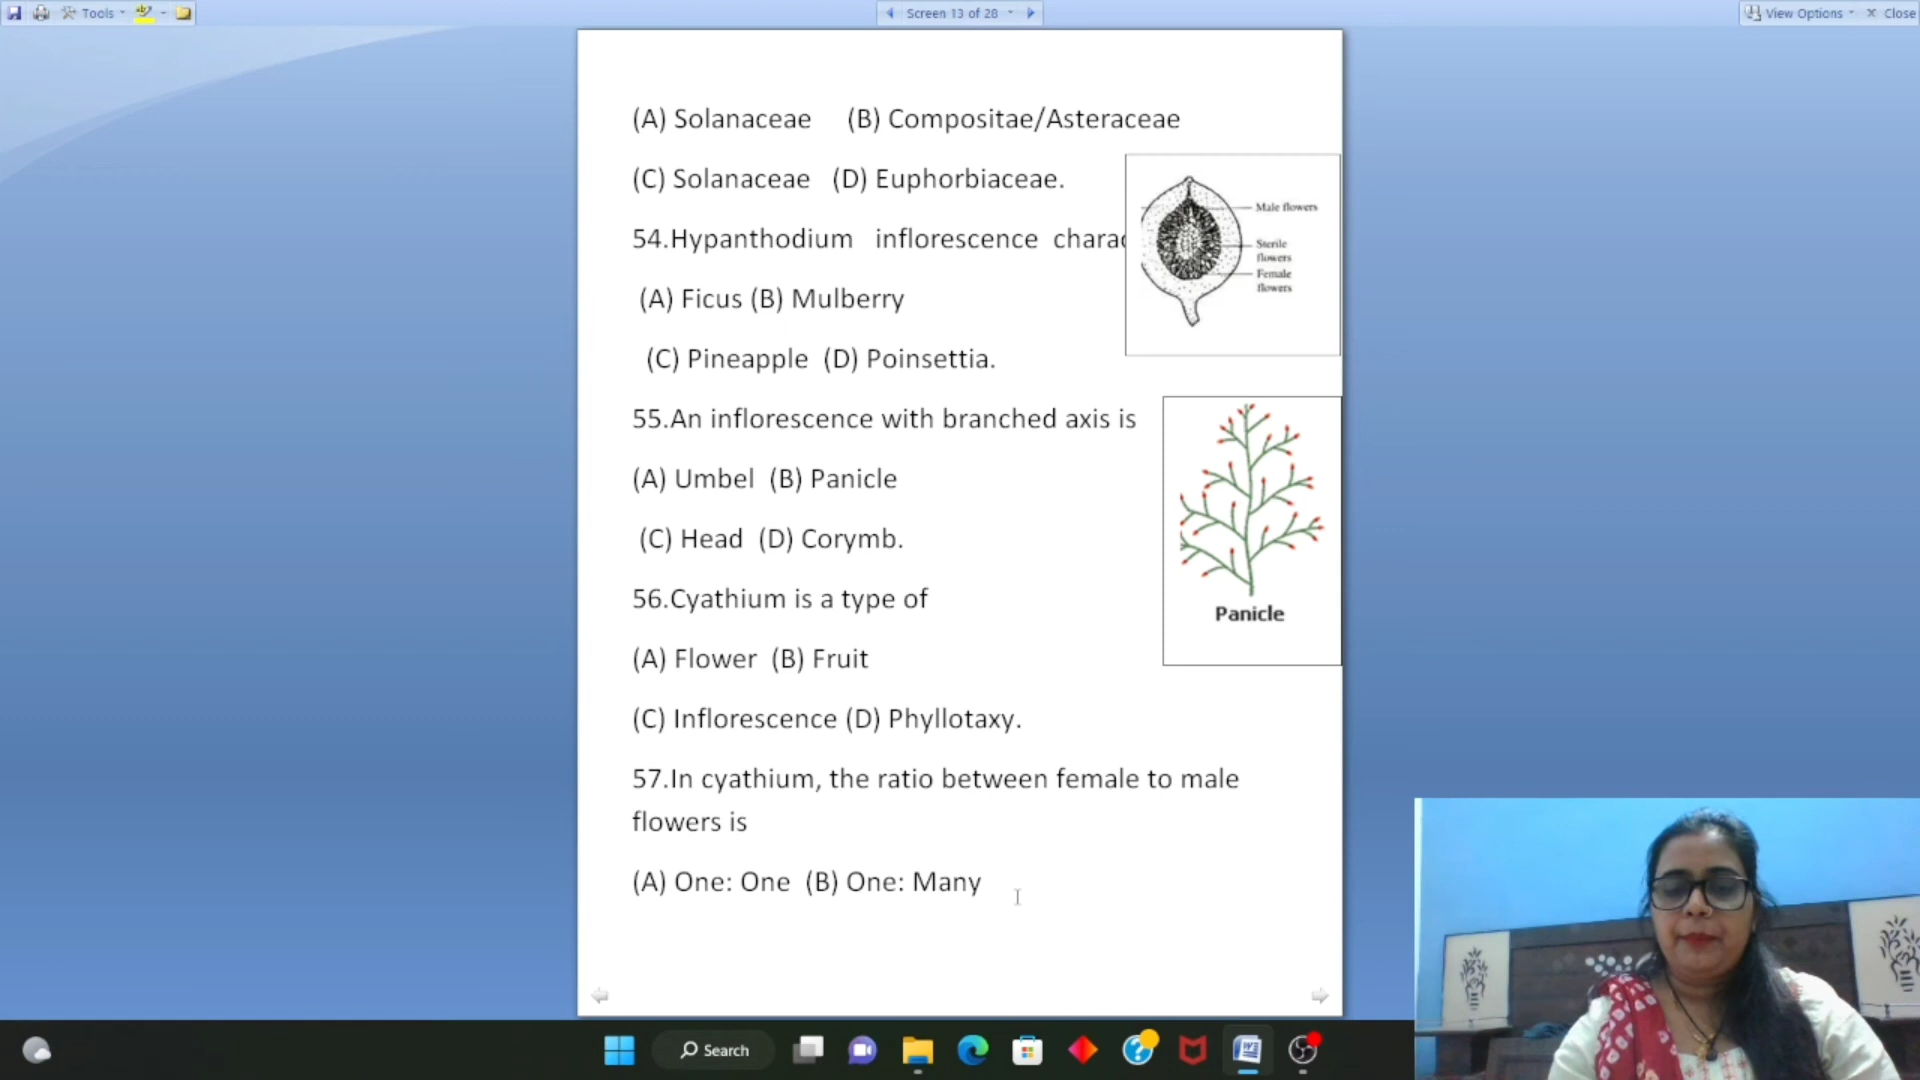 Tools
Screen 13 of 28
View Options
Close
(A) Solanaceae (B) Compositae/Asteraceae
(C) Solanaceae (D) Euphorbiaceae.
54.Hypanthodium inflorescence charac
(A) Ficus (B) Mulberry
(C) Pineapple (D) Poinsettia.
Male flowers
Sterile
flowers
Female
flowers
55.An inflorescence with branched axis is
(A) Umbel (B) Panicle
(C) Head (D) Corymb.
56.Cyathium is a type of
(A) Flower (B) Fruit
(C) Inflorescence (D) Phyllotaxy.
Panicle
57.In cyathium, the ratio between female to male
flowers is
(A) One: One (B) One: Many
Search